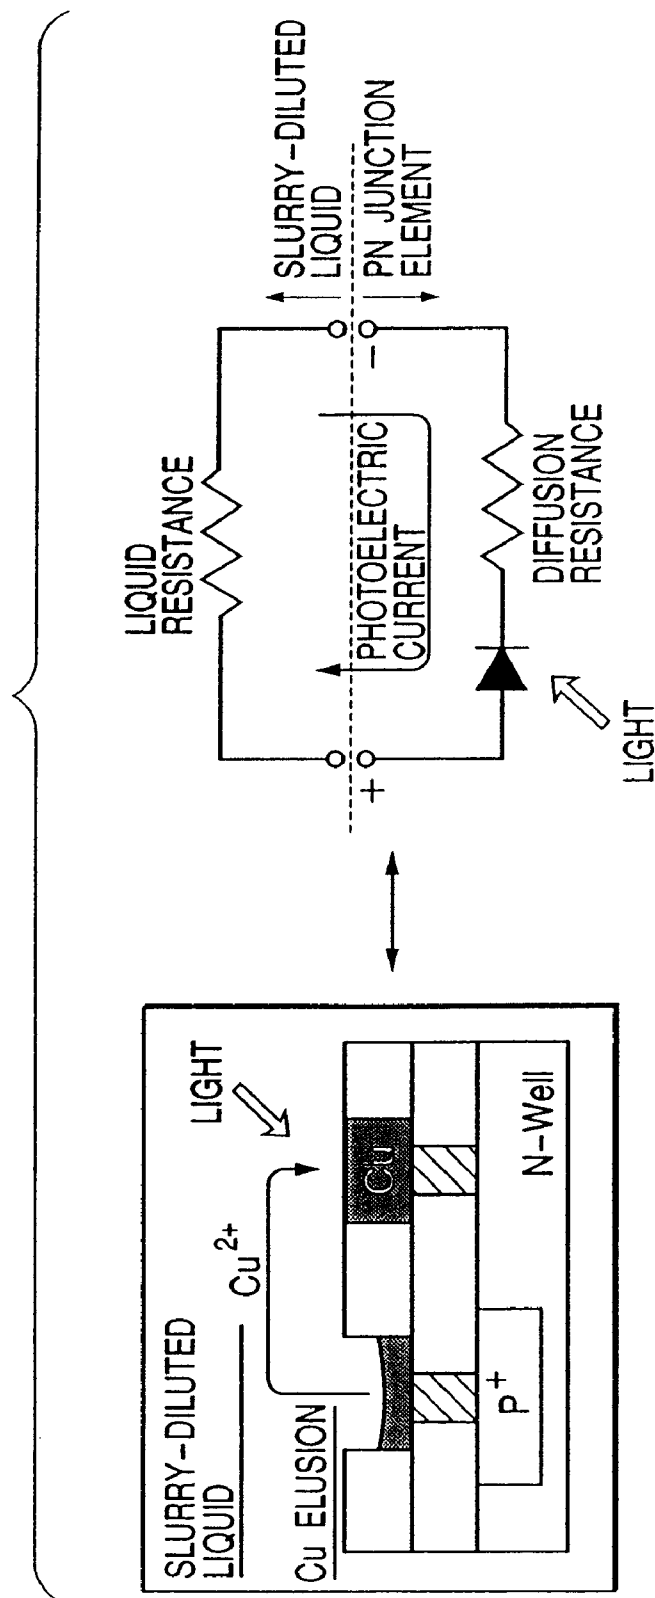 SLURRY-DILUTED
LIQUID
Cu ELUSION
Cu²⁺
LIGHT
Cu
P⁺
N-Well
LIQUID
RESISTANCE
SLURRY-DILUTED
LIQUID
PN JUNCTION
ELEMENT
PHOTOELECTRIC
CURRENT
+
−
DIFFUSION
RESISTANCE
LIGHT